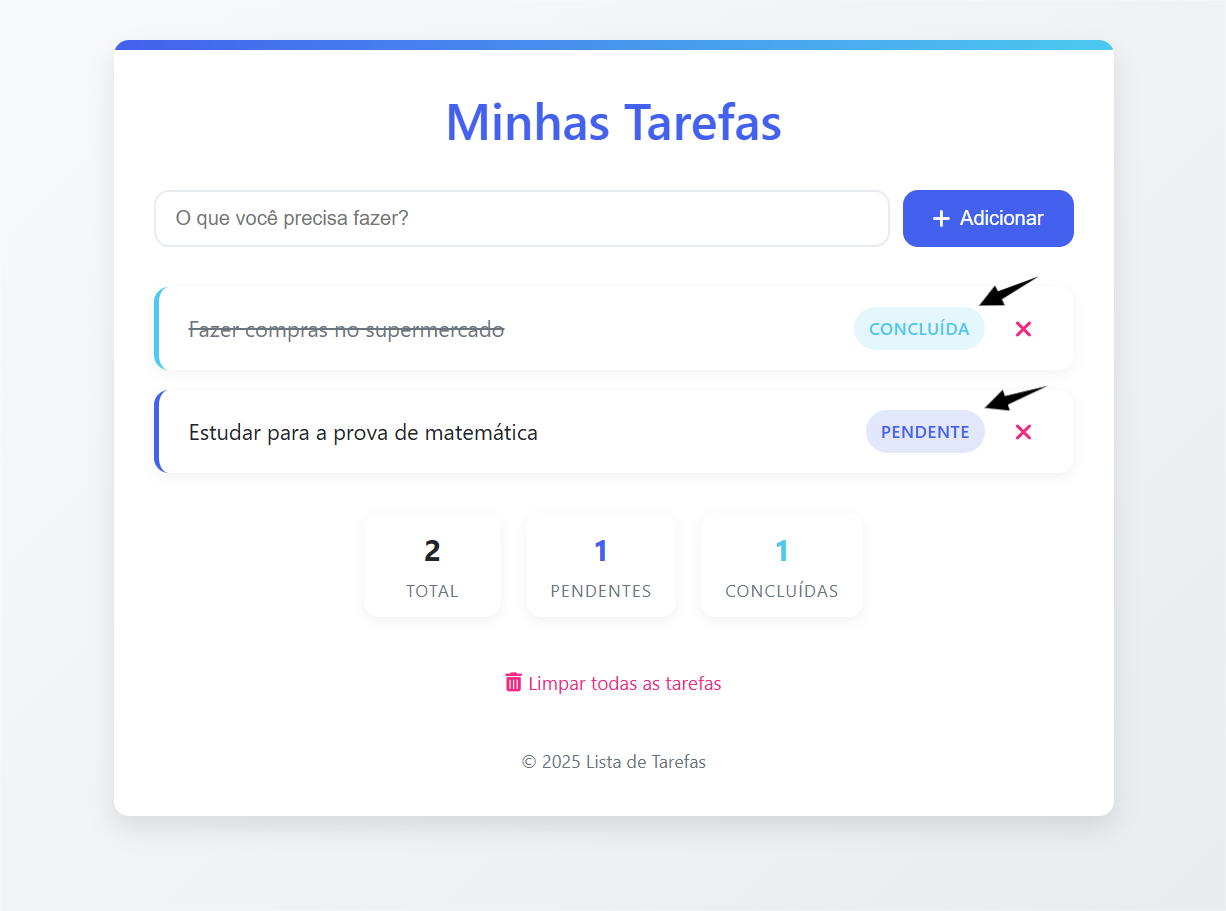 Minhas Tarefas
O que você precisa fazer?
Adicionar
Fazer compras no supermercado
CONCLUÍDA
Estudar para a prova de matemática
PENDENTE
2
TOTAL
1
PENDENTES
1
CONCLUÍDAS
Limpar todas as tarefas
© 2025 Lista de Tarefas